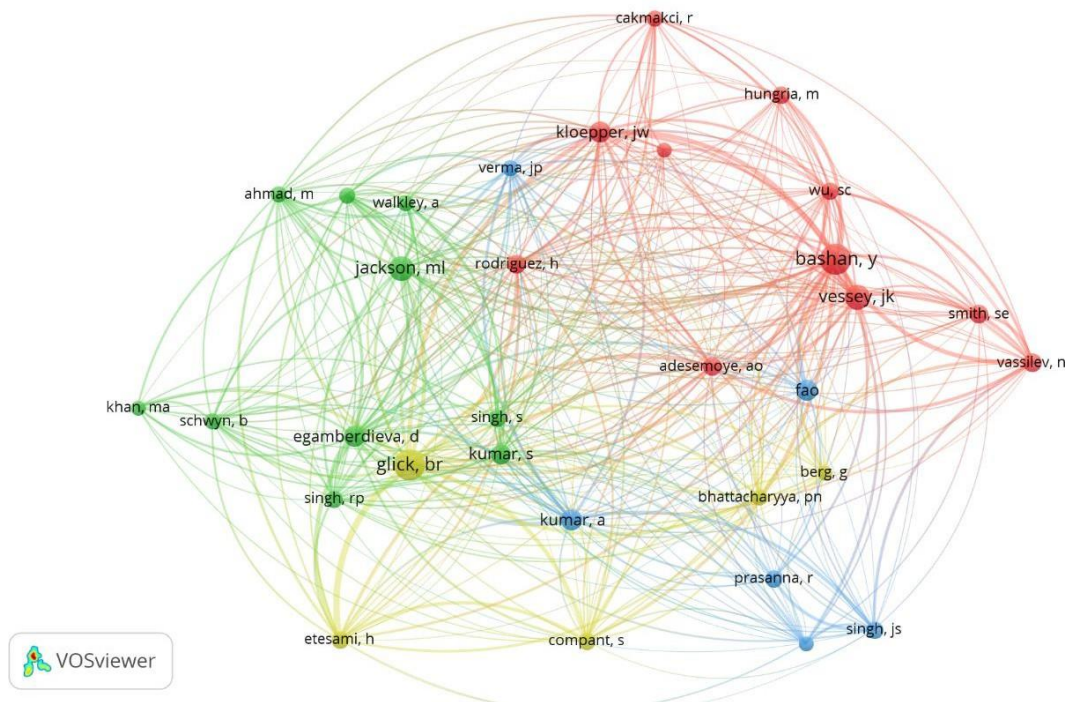 cakmakci, r
hungria, m
kloepper, jw
verma, jp
wu, sc
ahmad, m
walkley, a
bashan, y
jackson, ml
rodriguez, h
vessey, jk
smith, se
vassilev, n
adesemoye, ao
fao
khan, ma
schwyn, b
singh, s
egamberdieva, d
kumar, s
glick, br
berg, g
singh, rp
bhattacharyya, pn
kumar, a
prasanna, r
etesami, h
compant, s
singh, js
VOSviewer